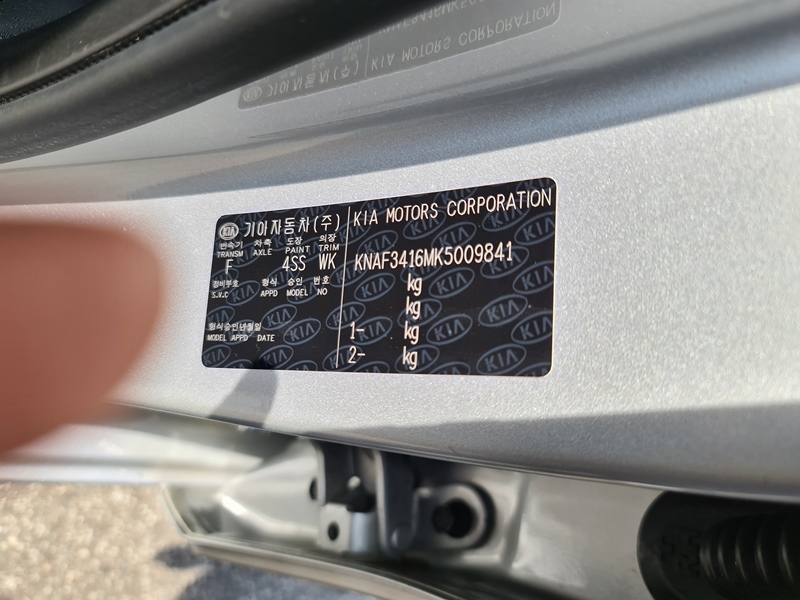 KIA 기아자동차(주)
변속기 차축 도장 의장
TRANSM AXLE PAINT TRIM
F 4SS WK
정비부호 형식 승인 번호
S.V.C APPD MODEL NO
형식승인년월일
MODEL APPD DATE
KIA MOTORS CORPORATION
KNAF3416MK5009841
kg
kg
1- kg
2- kg